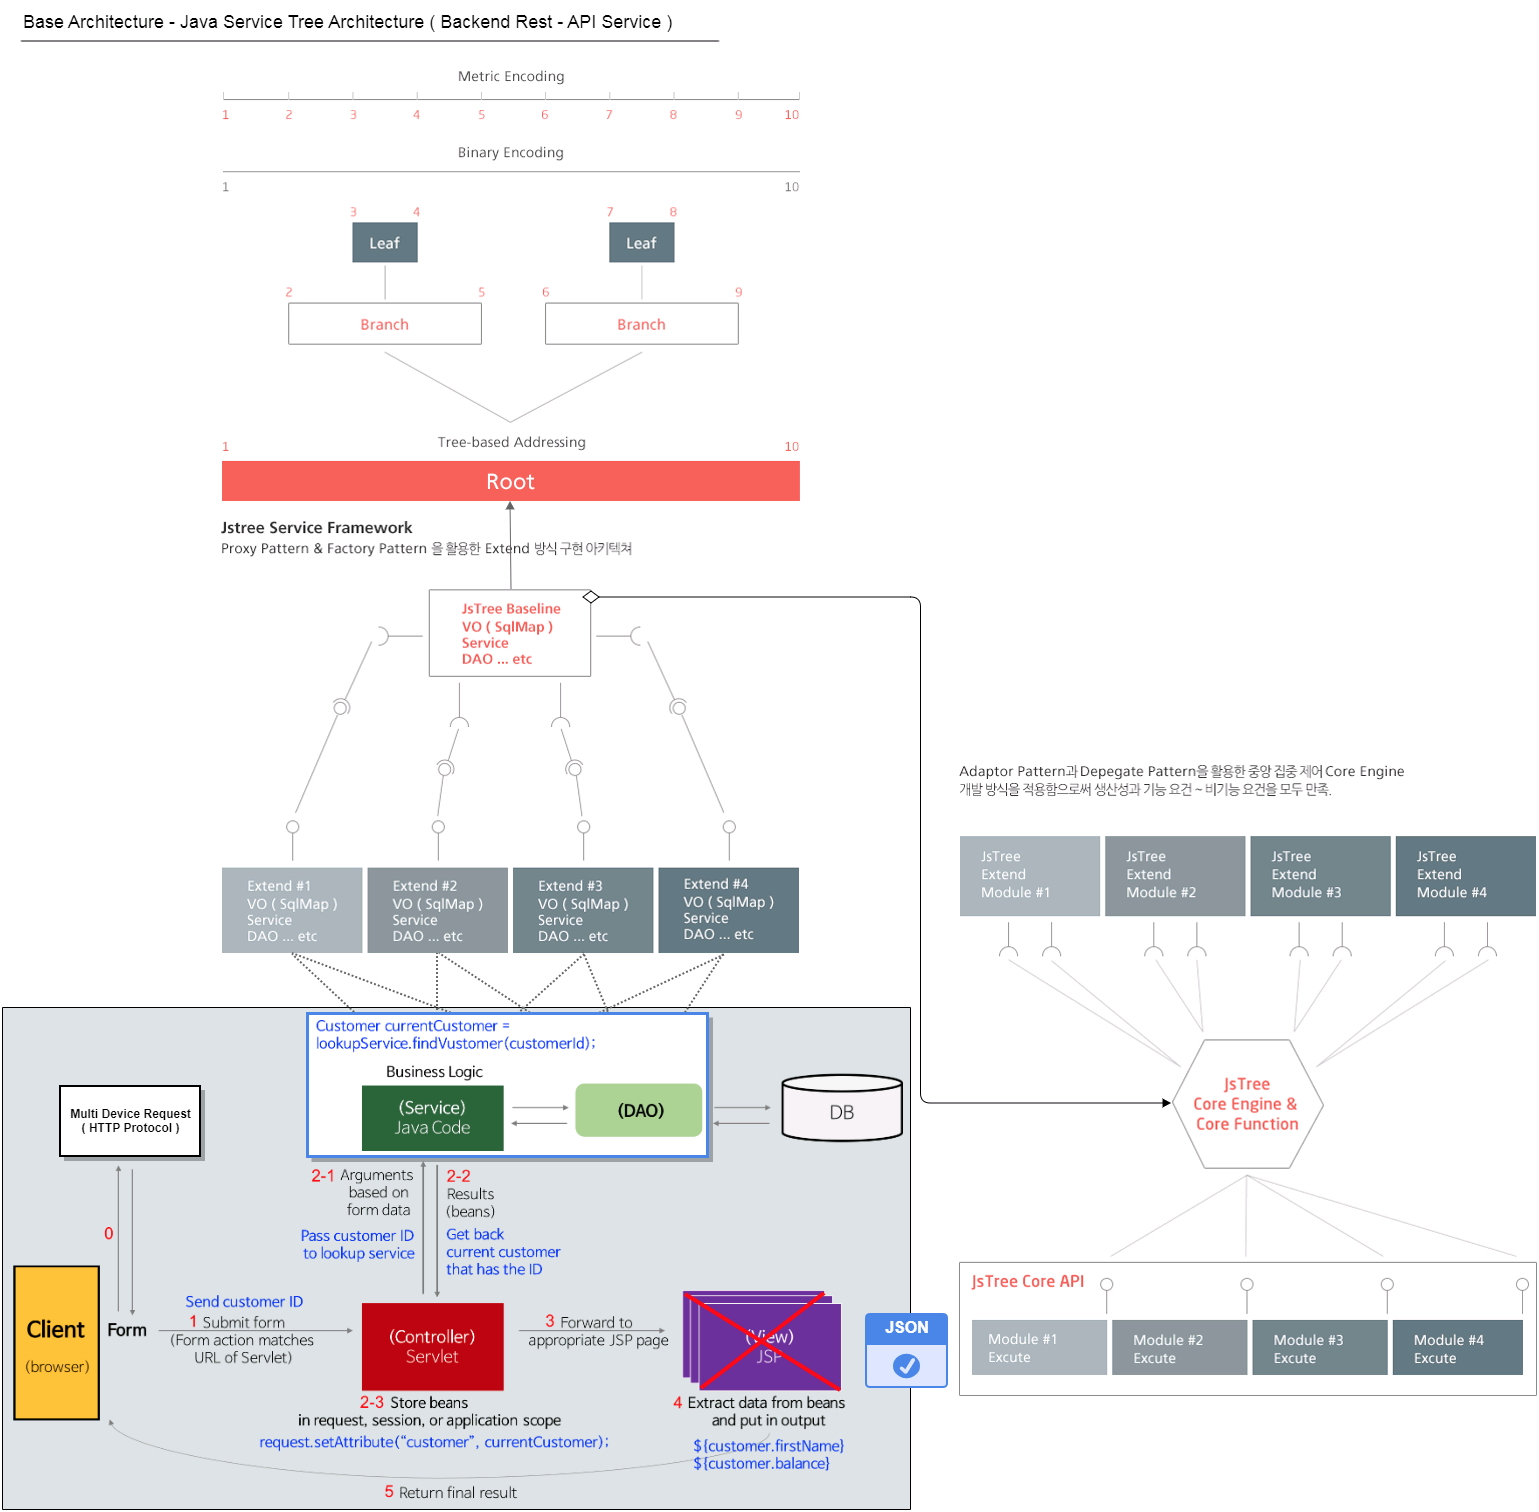 Base Architecture - Java Service Tree Architecture ( Backend Rest - API Service )
Metric Encoding
1 2 3 4 5 6 7 8 9 10
Binary Encoding
1 10
3 4 7 8
Leaf Leaf
2 5 6 9
Branch Branch
Tree-based Addressing
1 10
Root
Jstree Service Framework
Proxy Pattern & Factory Pattern 을 활용한 Extend 방식 구현 아키텍쳐
JsTree Baseline
VO ( SqlMap )
Service
DAO ... etc
Extend #1
VO ( SqlMap )
Service
DAO ... etc
Extend #2
VO ( SqlMap )
Service
DAO ... etc
Extend #3
VO ( SqlMap )
Service
DAO ... etc
Extend #4
VO ( SqlMap )
Service
DAO ... etc
Adaptor Pattern과 Depegate Pattern을 활용한 중앙 집중 제어 Core Engine
개발 방식을 적용함으로써 생산성과 기능 요건 ~ 비기능 요건을 모두 만족.
JsTree
Extend
Module #1
JsTree
Extend
Module #2
JsTree
Extend
Module #3
JsTree
Extend
Module #4
JsTree
Core Engine &
Core Function
JsTree Core API
Module #1
Excute
Module #2
Excute
Module #3
Excute
Module #4
Excute
Customer currentCustomer =
lookupService.findVustomer(customerId);
Business Logic
(Service)
Java Code
(DAO)
DB
Multi Device Request
( HTTP Protocol )
0
2-1 Arguments
based on
form data
Pass customer ID
to lookup service
2-2
Results
(beans)
Get back
current customer
that has the ID
Client
(browser)
Form
Send customer ID
1 Submit form
(Form action matches
URL of Servlet)
(Controller)
Servlet
3 Forward to
appropriate JSP page
(View)
JSP
JSON
2-3 Store beans
in request, session, or application scope
request.setAttribute(“customer”, currentCustomer);
4 Extract data from beans
and put in output
${customer.firstName}
${customer.balance}
5 Return final result